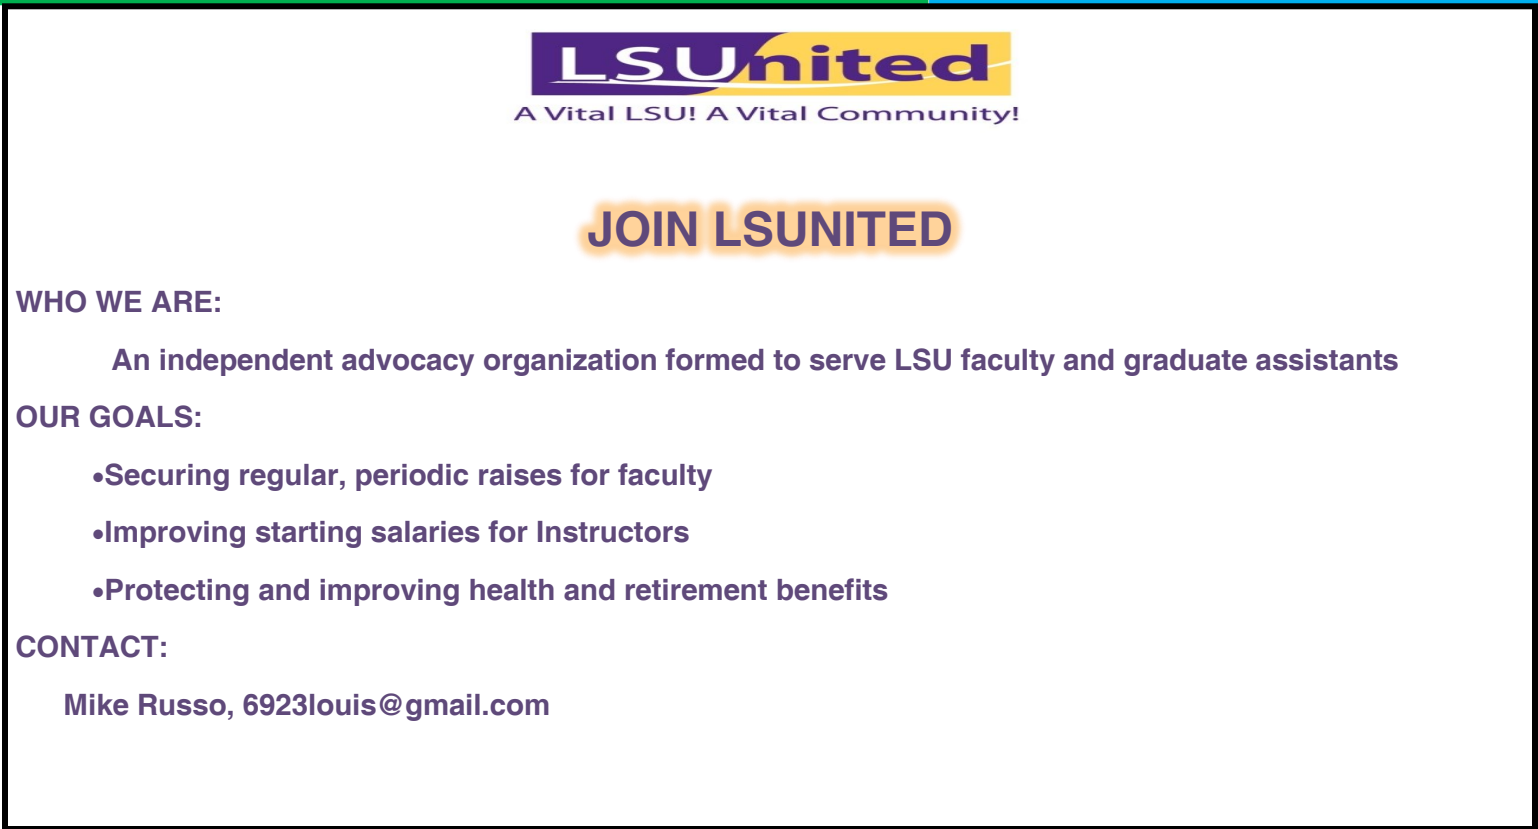 LSUnited
A Vital LSU! A Vital Community!
JOIN LSUNITED
WHO WE ARE:
An independent advocacy organization formed to serve LSU faculty and graduate assistants
OUR GOALS:
•Securing regular, periodic raises for faculty
•Improving starting salaries for Instructors
•Protecting and improving health and retirement benefits
CONTACT:
Mike Russo, 6923louis@gmail.com